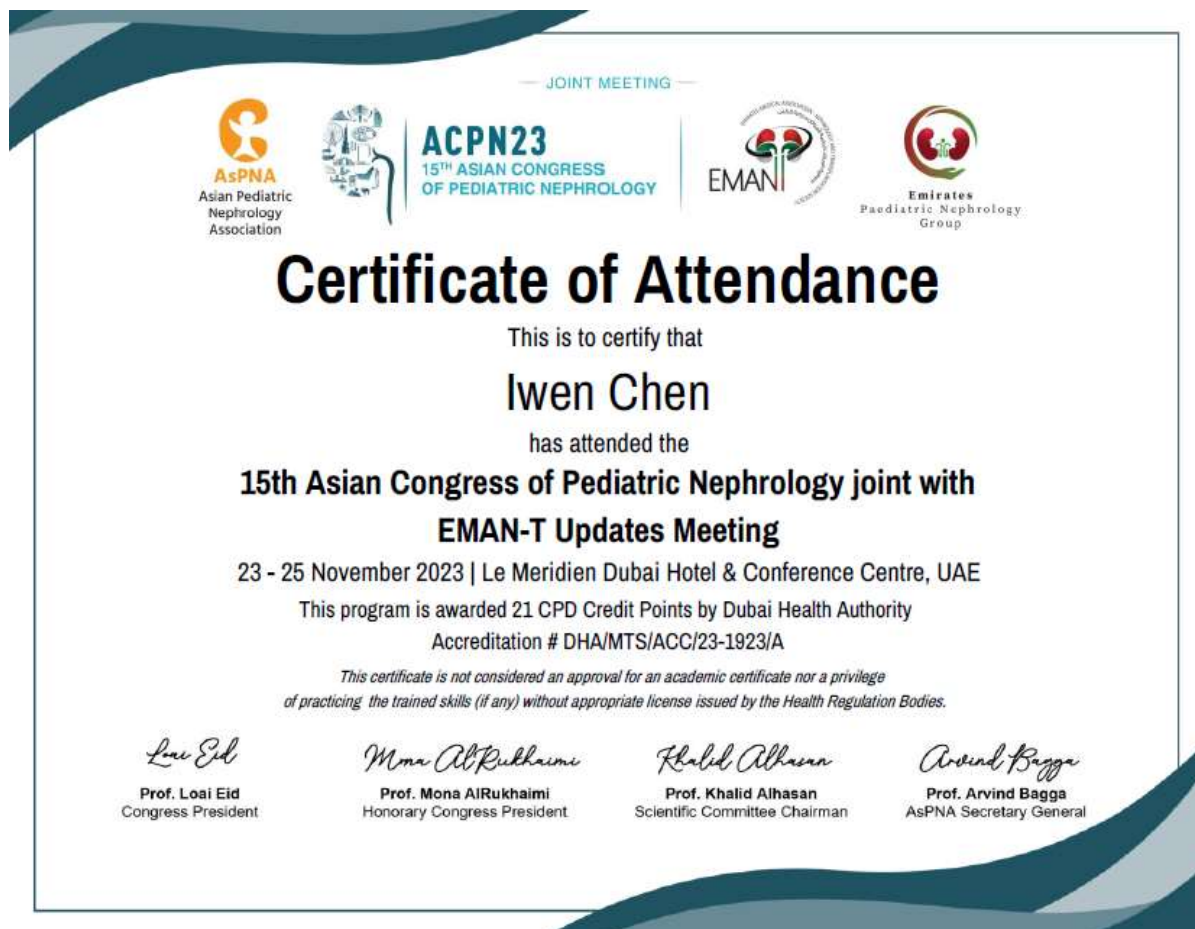 JOINT MEETING
AsPNA
Asian Pediatric
Nephrology
Association
ACPN23
15TH ASIAN CONGRESS
OF PEDIATRIC NEPHROLOGY
EMAN
Emirates
Paediatric Nephrology
Group
Certificate of Attendance
This is to certify that
Iwen Chen
has attended the
15th Asian Congress of Pediatric Nephrology joint with
EMAN-T Updates Meeting
23 - 25 November 2023 | Le Meridien Dubai Hotel & Conference Centre, UAE
This program is awarded 21 CPD Credit Points by Dubai Health Authority
Accreditation # DHA/MTS/ACC/23-1923/A
This certificate is not considered an approval for an academic certificate nor a privilege
of practicing the trained skills (if any) without appropriate license issued by the Health Regulation Bodies.
Loai Eid
Mona AlRukhaimi
Khalid Alhasan
Arvind Bagga
Prof. Loai Eid
Congress President
Prof. Mona AlRukhaimi
Honorary Congress President
Prof. Khalid Alhasan
Scientific Committee Chairman
Prof. Arvind Bagga
AsPNA Secretary General